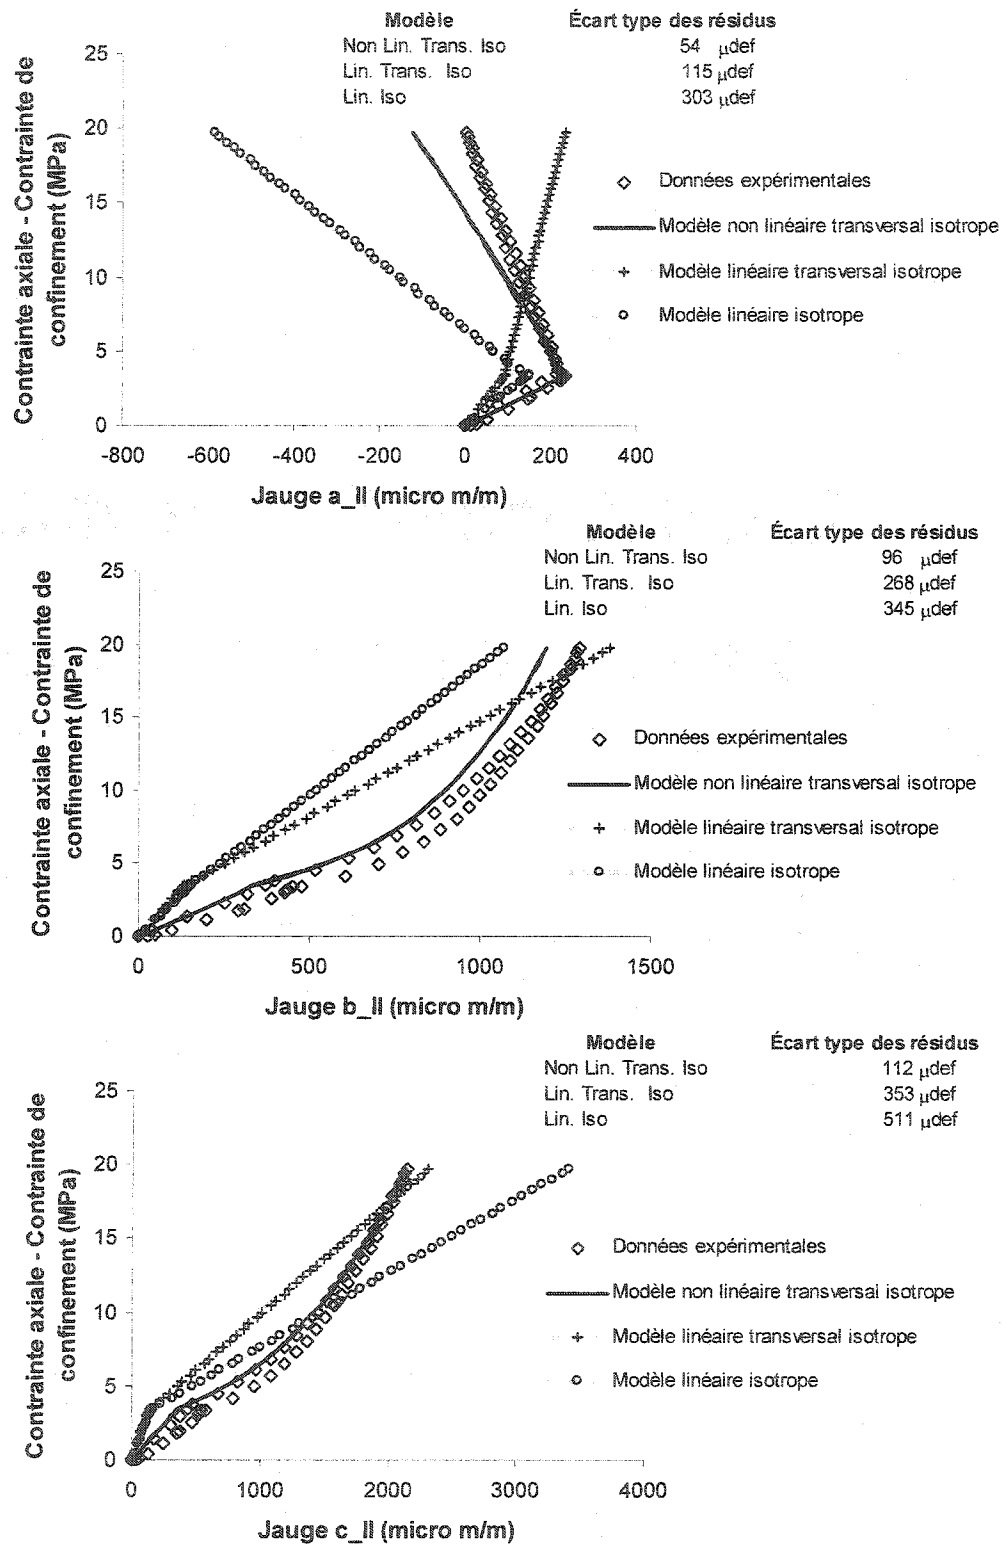 Modèle Écart type des résidus
Non Lin. Trans. Iso 54 μdef
Lin. Trans. Iso 115 μdef
Lin. Iso 303 μdef
Contrainte axiale - Contrainte de
confinement (MPa)
25
20
15
10
5
0
-800 -600 -400 -200 0 200 400
Jauge a_II (micro m/m)
Données expérimentales
Modèle non linéaire transversal isotrope
Modèle linéaire transversal isotrope
Modèle linéaire isotrope
Modèle Écart type des résidus
Non Lin. Trans. Iso 96 μdef
Lin. Trans. Iso 268 μdef
Lin. Iso 345 μdef
Contrainte axiale - Contrainte de
confinement (MPa)
25
20
15
10
5
0
0 500 1000 1500
Jauge b_II (micro m/m)
Données expérimentales
Modèle non linéaire transversal isotrope
Modèle linéaire transversal isotrope
Modèle linéaire isotrope
Modèle Écart type des résidus
Non Lin. Trans. Iso 112 μdef
Lin. Trans. Iso 353 μdef
Lin. Iso 511 μdef
Contrainte axiale - Contrainte de
confinement (MPa)
25
20
15
10
5
0
0 1000 2000 3000 4000
Jauge c_II (micro m/m)
Données expérimentales
Modèle non linéaire transversal isotrope
Modèle linéaire transversal isotrope
Modèle linéaire isotrope